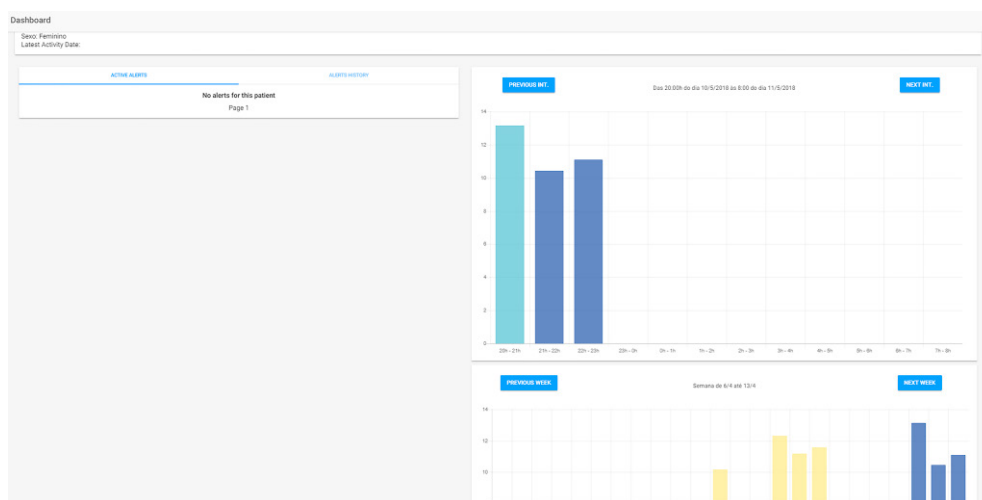 Dashboard
Sexo: Feminino
Latest Activity Date:
ACTIVE ALERTS
ALERTS HISTORY
No alerts for this patient
Page 1
PREVIOUS INT.
Das 20:00h do dia 10/5/2018 às 8:00 do dia 11/5/2018
NEXT INT.
14
12
10
8
6
4
2
0
20h - 21h
21h - 22h
22h - 23h
23h - 0h
0h - 1h
1h - 2h
2h - 3h
3h - 4h
4h - 5h
5h - 6h
6h - 7h
7h - 8h
PREVIOUS WEEK
Semana de 6/4 até 13/4
NEXT WEEK
14
12
10